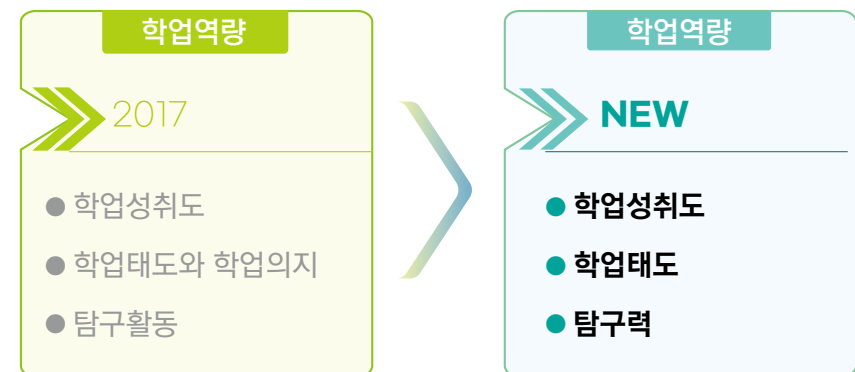 학업역량
2017
● 학업성취도
● 학업태도와 학업의지
● 탐구활동
학업역량
NEW
● 학업성취도
● 학업태도
● 탐구력